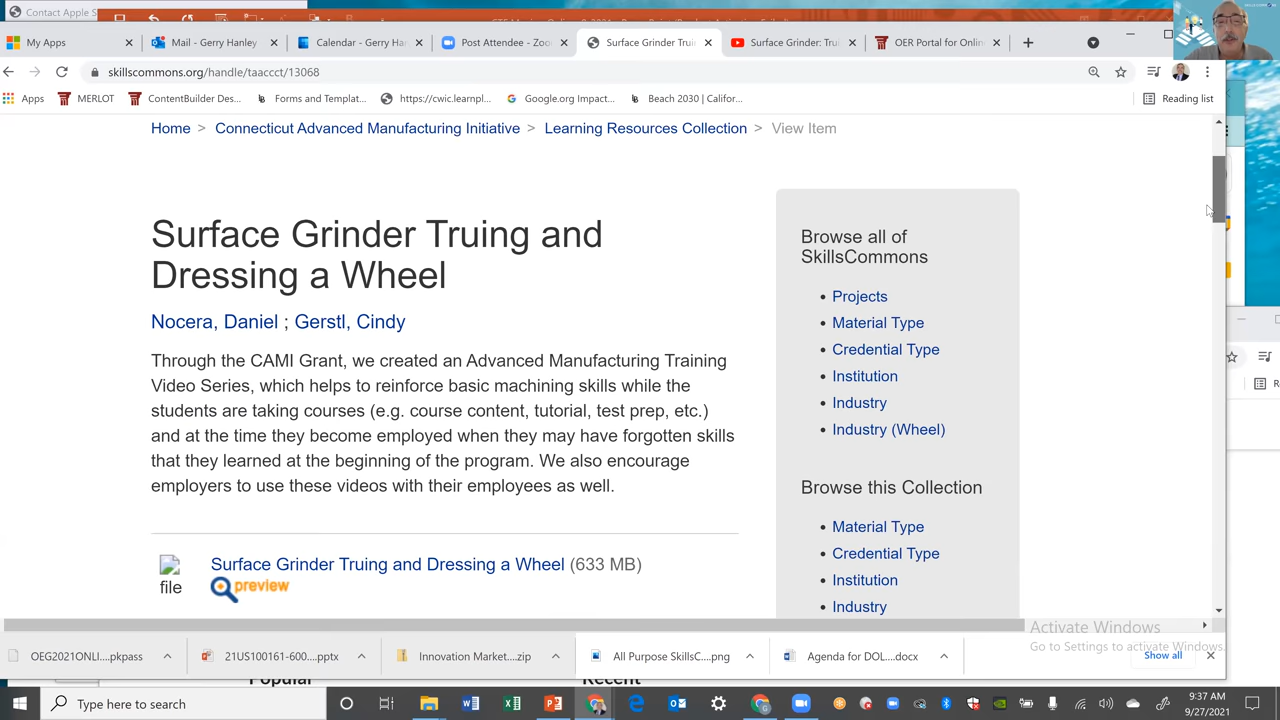 Contact Apple S
My Apps
Mail - Gerry Hanley
Calendar - Gerry Han
Post Attendee - Zoo
Surface Grinder Trui
Surface Grinder: Tru
OER Portal for Onlin
skillscommons.org/handle/taaccct/13068
Apps
MERLOT
ContentBuilder Des...
Forms and Templat...
https://cwic.learnpl...
Google.org Impact...
Beach 2030 | Califor...
Reading list
Home > Connecticut Advanced Manufacturing Initiative > Learning Resources Collection > View Item
Surface Grinder Truing and
Dressing a Wheel
Nocera, Daniel ; Gerstl, Cindy
Through the CAMI Grant, we created an Advanced Manufacturing Training
Video Series, which helps to reinforce basic machining skills while the
students are taking courses (e.g. course content, tutorial, test prep, etc.)
and at the time they become employed when they may have forgotten skills
that they learned at the beginning of the program. We also encourage
employers to use these videos with their employees as well.
file
Surface Grinder Truing and Dressing a Wheel (633 MB)
preview
Browse all of
SkillsCommons
Projects
Material Type
Credential Type
Institution
Industry
Industry (Wheel)
Browse this Collection
Material Type
Credential Type
Institution
Industry
Activate Windows
Go to Settings to activate Windows.
OEG2021ONLI....pkpass
21US100161-600....pptx
Innov....market....zip
All Purpose SkillsC....png
Agenda for DOL....docx
Show all
Popular
Recent
Type here to search
9:37 AM
9/27/2021